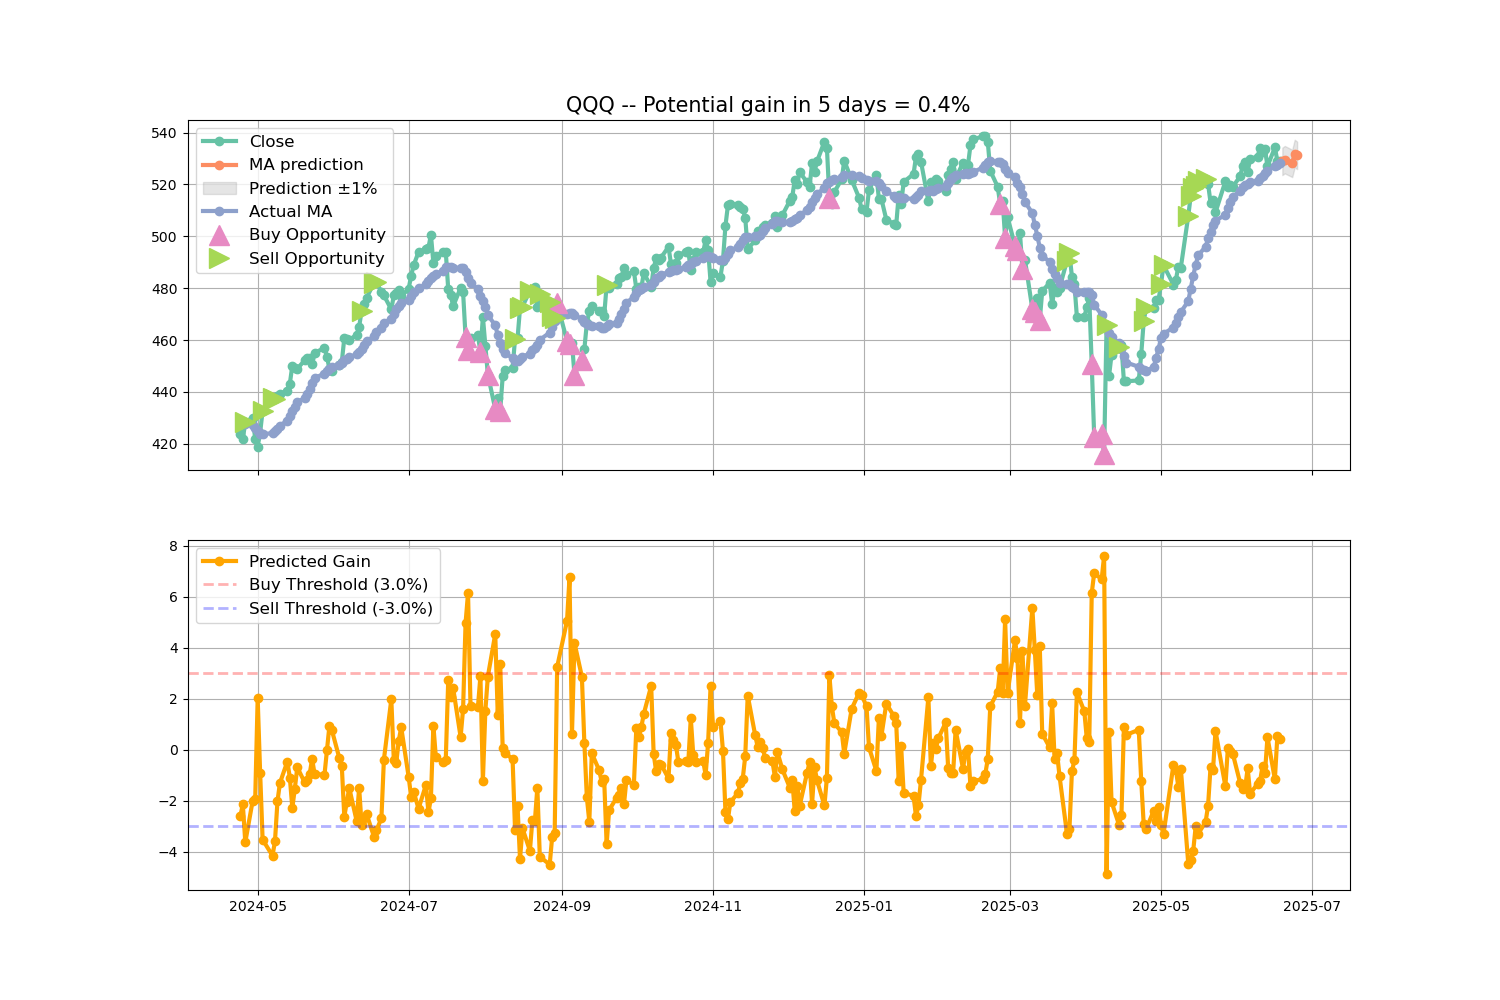 QQQ -- Potential gain in 5 days = 0.4%
540
520
500
480
460
440
420
Close
MA prediction
Prediction ±1%
Actual MA
Buy Opportunity
Sell Opportunity
8
6
4
2
0
−2
−4
Predicted Gain
Buy Threshold (3.0%)
Sell Threshold (-3.0%)
2024-05
2024-07
2024-09
2024-11
2025-01
2025-03
2025-05
2025-07